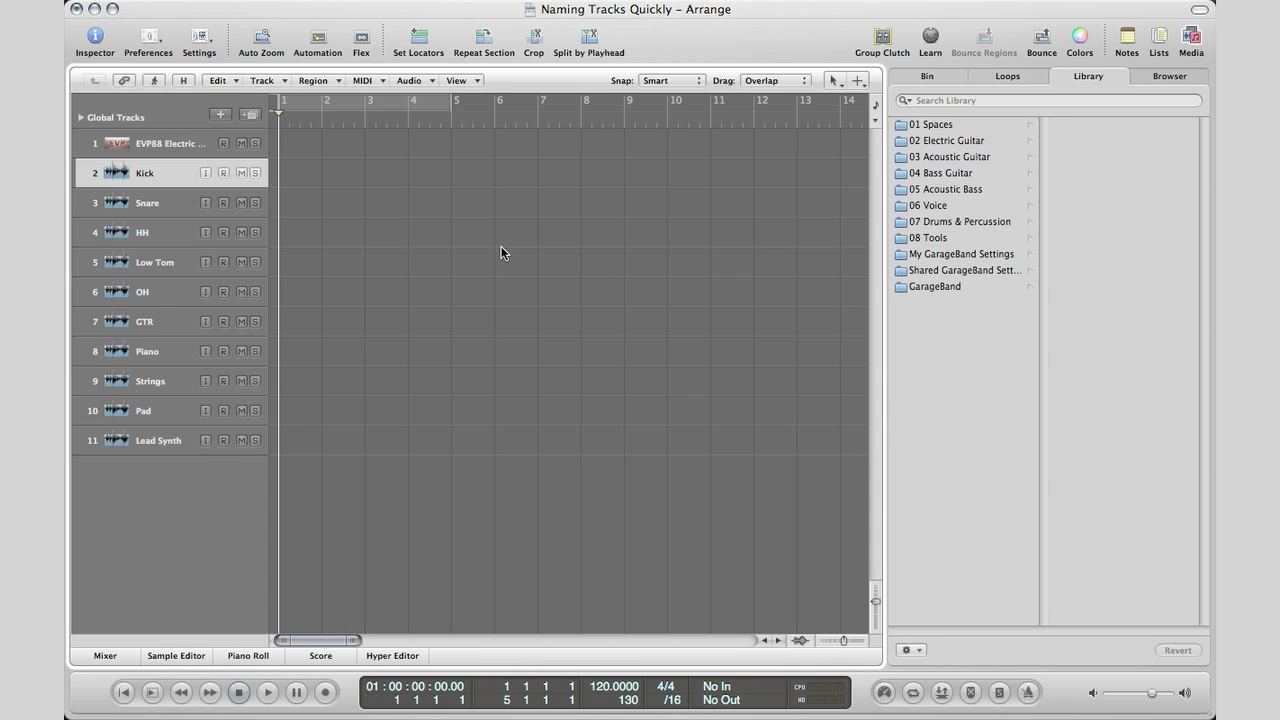 Naming Tracks Quickly – Arrange
Inspector Preferences Settings Auto Zoom Automation Flex Set Locators Repeat Section Crop Split by Playhead Group Clutch Learn Bounce Regions Bounce Colors Notes Lists Media
H Edit Track Region MIDI Audio View Snap: Smart Drag: Overlap
Bin Loops Library Browser
Search Library
1 2 3 4 5 6 7 8 9 10 11 12 13 14
Global Tracks
1 EVP88 Electric ... R M S
2 Kick I R M S
3 Snare I R M S
4 HH I R M S
5 Low Tom I R M S
6 OH I R M S
7 GTR I R M S
8 Piano I R M S
9 Strings I R M S
10 Pad I R M S
11 Lead Synth I R M S
01 Spaces
02 Electric Guitar
03 Acoustic Guitar
04 Bass Guitar
05 Acoustic Bass
06 Voice
07 Drums & Percussion
08 Tools
My GarageBand Settings
Shared GarageBand Sett...
GarageBand
Revert
Mixer Sample Editor Piano Roll Score Hyper Editor
01 : 00 : 00 : 00.00 1 1 1 1 120.0000 4/4 No In CPU
1 1 1 1 5 1 1 1 130 /16 No Out HD